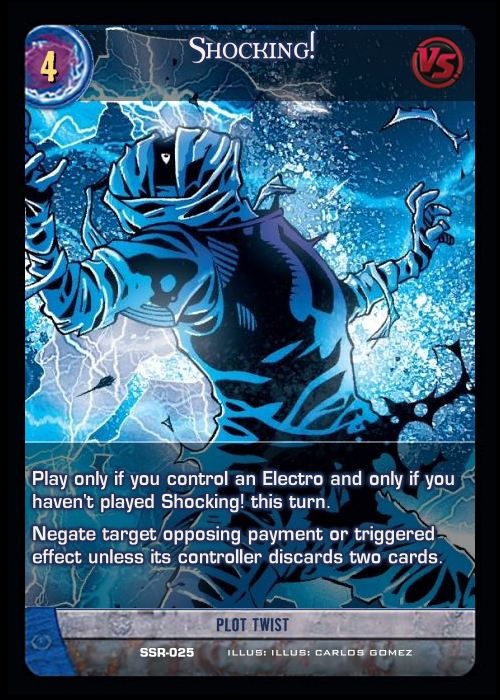 4
Shocking!
VS
Play only if you control an Electro and only if you
haven't played Shocking! this turn.
Negate target opposing payment or triggered
effect unless its controller discards two cards.
PLOT TWIST
SSR-025 ILLUS: ILLUS: CARLOS GOMEZ